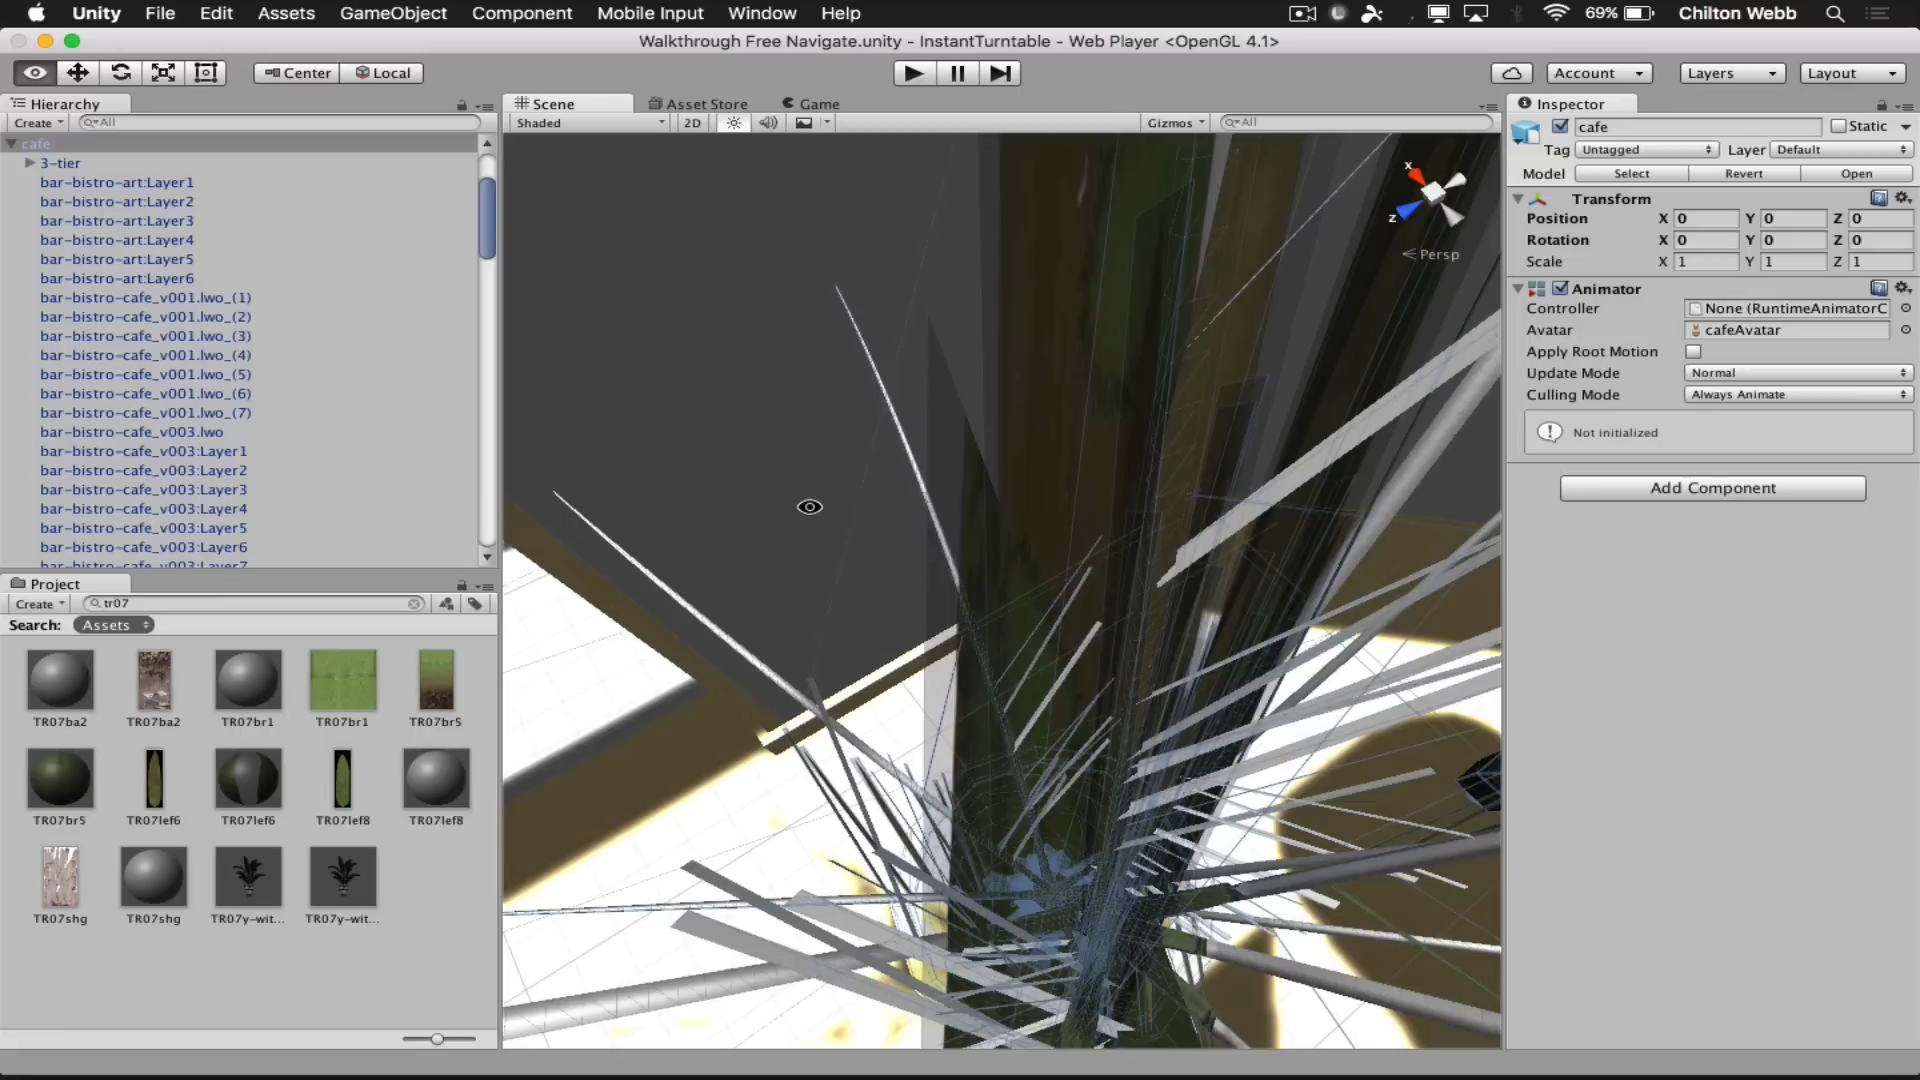 Unity File Edit Assets GameObject Component Mobile Input Window Help 69% Chilton Webb
Walkthrough Free Navigate.unity - InstantTurntable - Web Player <OpenGL 4.1>
Center Local Account Layers Layout
Hierarchy
Create All
cafe
3-tier
bar-bistro-art:Layer1
bar-bistro-art:Layer2
bar-bistro-art:Layer3
bar-bistro-art:Layer4
bar-bistro-art:Layer5
bar-bistro-art:Layer6
bar-bistro-cafe_v001.lwo_(1)
bar-bistro-cafe_v001.lwo_(2)
bar-bistro-cafe_v001.lwo_(3)
bar-bistro-cafe_v001.lwo_(4)
bar-bistro-cafe_v001.lwo_(5)
bar-bistro-cafe_v001.lwo_(6)
bar-bistro-cafe_v001.lwo_(7)
bar-bistro-cafe_v003.lwo
bar-bistro-cafe_v003:Layer1
bar-bistro-cafe_v003:Layer2
bar-bistro-cafe_v003:Layer3
bar-bistro-cafe_v003:Layer4
bar-bistro-cafe_v003:Layer5
bar-bistro-cafe_v003:Layer6
bar-bistro-cafe_v003:Layer7
Project
Create tr07
Search: Assets
TR07ba2 TR07ba2 TR07br1 TR07br1 TR07br5
TR07br5 TR07lef6 TR07lef6 TR07lef8 TR07lef8
TR07shg TR07shg TR07y-wit... TR07y-wit...
Scene Asset Store Game
Shaded 2D Gizmos All
x
z
Persp
Inspector
cafe Static
Tag Untagged Layer Default
Model Select Revert Open
Transform
Position X 0 Y 0 Z 0
Rotation X 0 Y 0 Z 0
Scale X 1 Y 1 Z 1
Animator
Controller None (RuntimeAnimatorC
Avatar cafeAvatar
Apply Root Motion
Update Mode Normal
Culling Mode Always Animate
Not initialized
Add Component